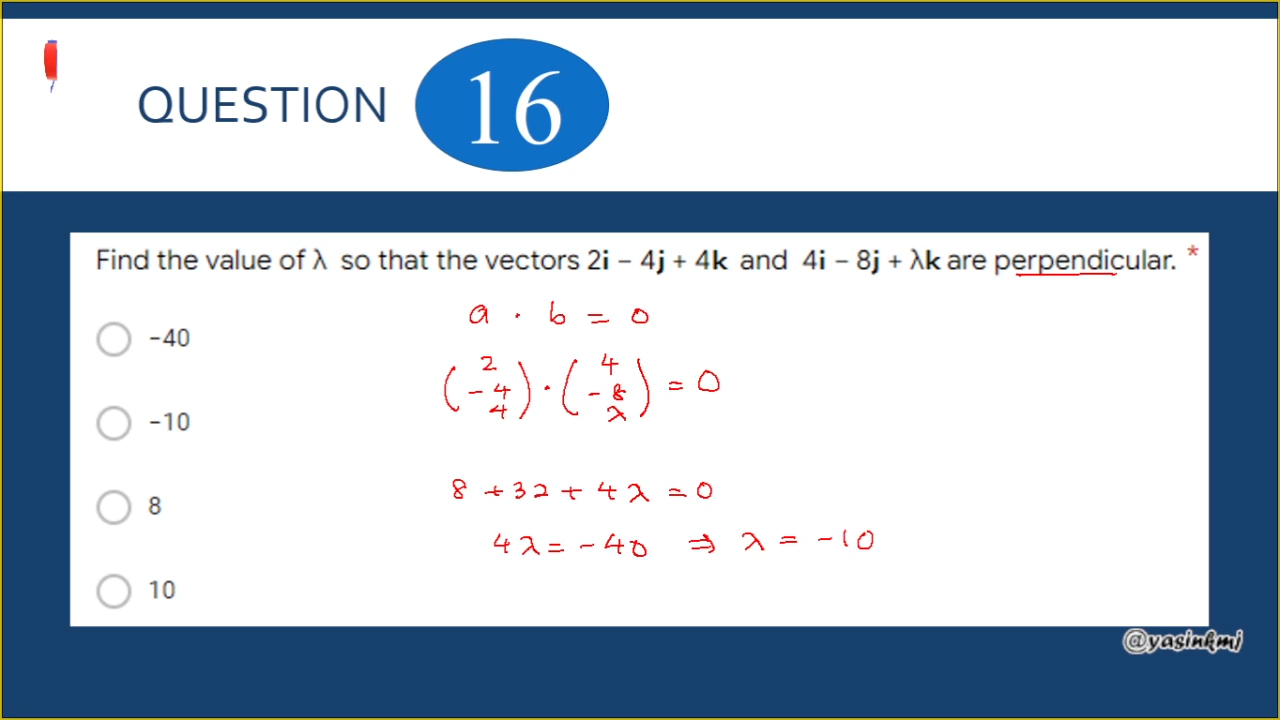 QUESTION 16
Find the value of λ so that the vectors 2i – 4j + 4k and 4i – 8j + λk are perpendicular. *
-40
-10
8
10
a · b = 0
( 2 -4 4 ) · ( 4 -8 λ ) = 0
8 + 32 + 4λ = 0
4λ = -40 ⇒ λ = -10
@yasinkmj